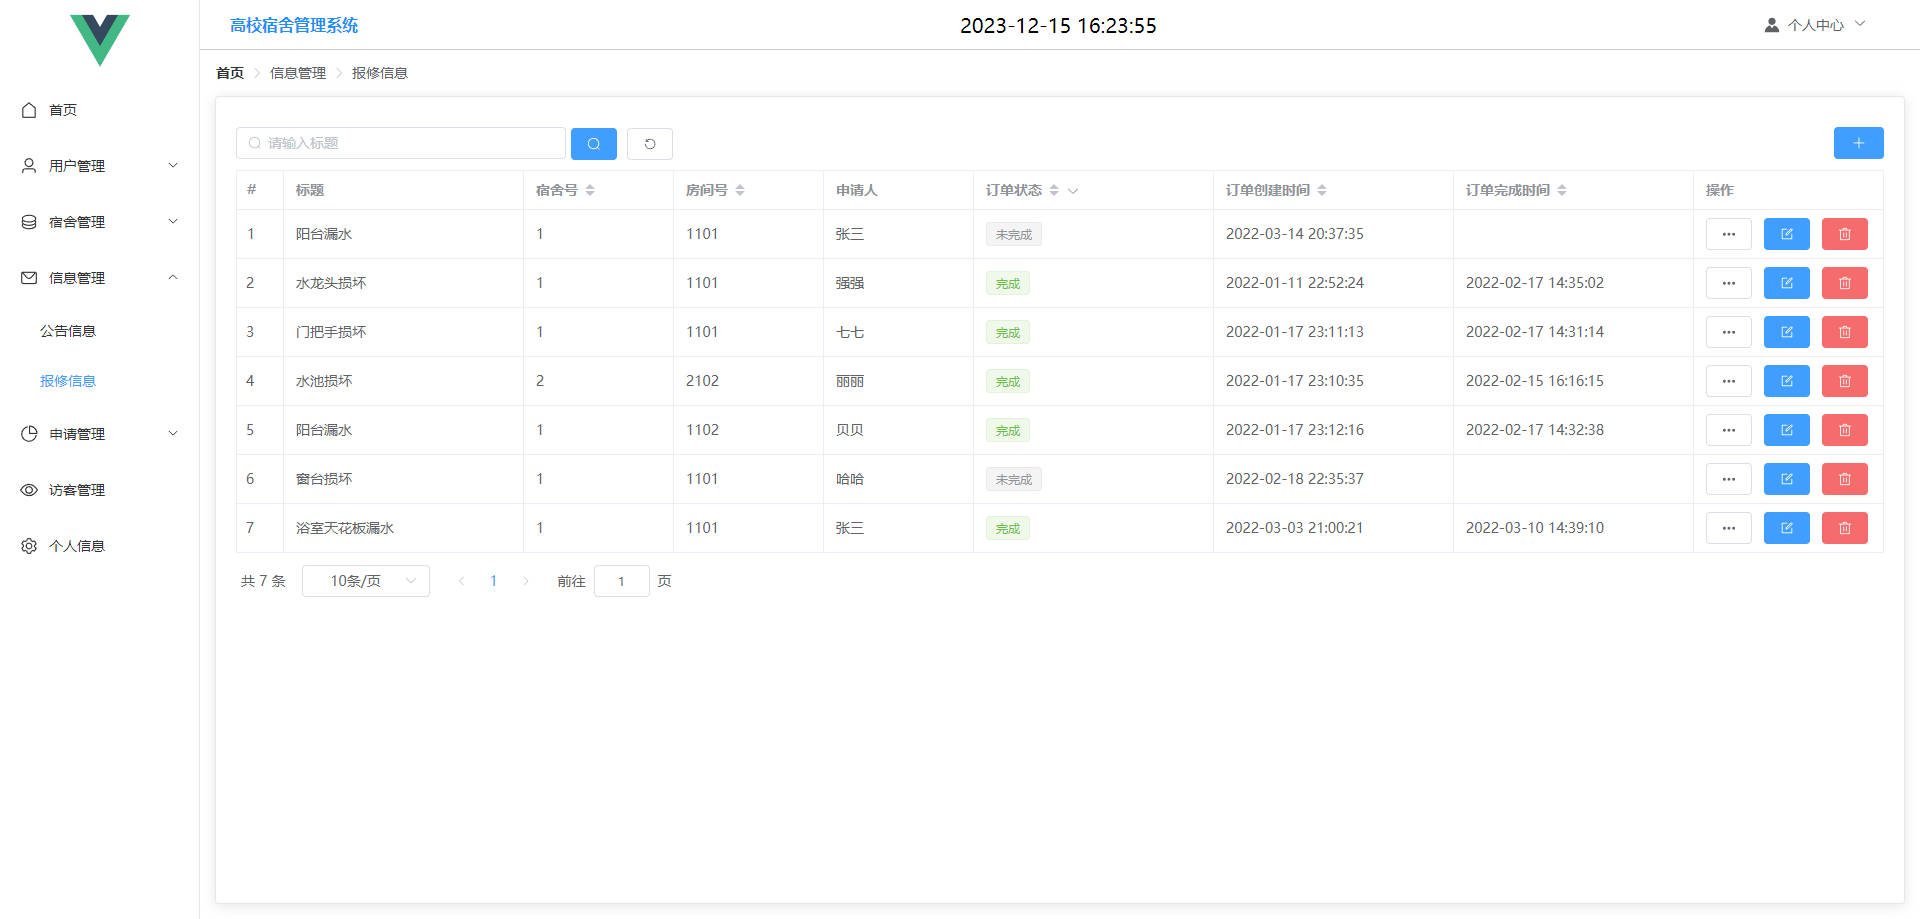 高校宿舍管理系统 2023-12-15 16:23:55 个人中心
首页 信息管理 报修信息
首页
用户管理
宿舍管理
信息管理
公告信息
报修信息
申请管理
访客管理
个人信息
请输入标题
# 标题 宿舍号 房间号 申请人 订单状态 订单创建时间 订单完成时间 操作
1 阳台漏水 1 1101 张三 未完成 2022-03-14 20:37:35
2 水龙头损坏 1 1101 强强 完成 2022-01-11 22:52:24 2022-02-17 14:35:02
3 门把手损坏 1 1101 七七 完成 2022-01-17 23:11:13 2022-02-17 14:31:14
4 水池损坏 2 2102 丽丽 完成 2022-01-17 23:10:35 2022-02-15 16:16:15
5 阳台漏水 1 1102 贝贝 完成 2022-01-17 23:12:16 2022-02-17 14:32:38
6 窗台损坏 1 1101 哈哈 未完成 2022-02-18 22:35:37
7 浴室天花板漏水 1 1101 张三 完成 2022-03-03 21:00:21 2022-03-10 14:39:10
共 7 条 10条/页 1 前往 1 页